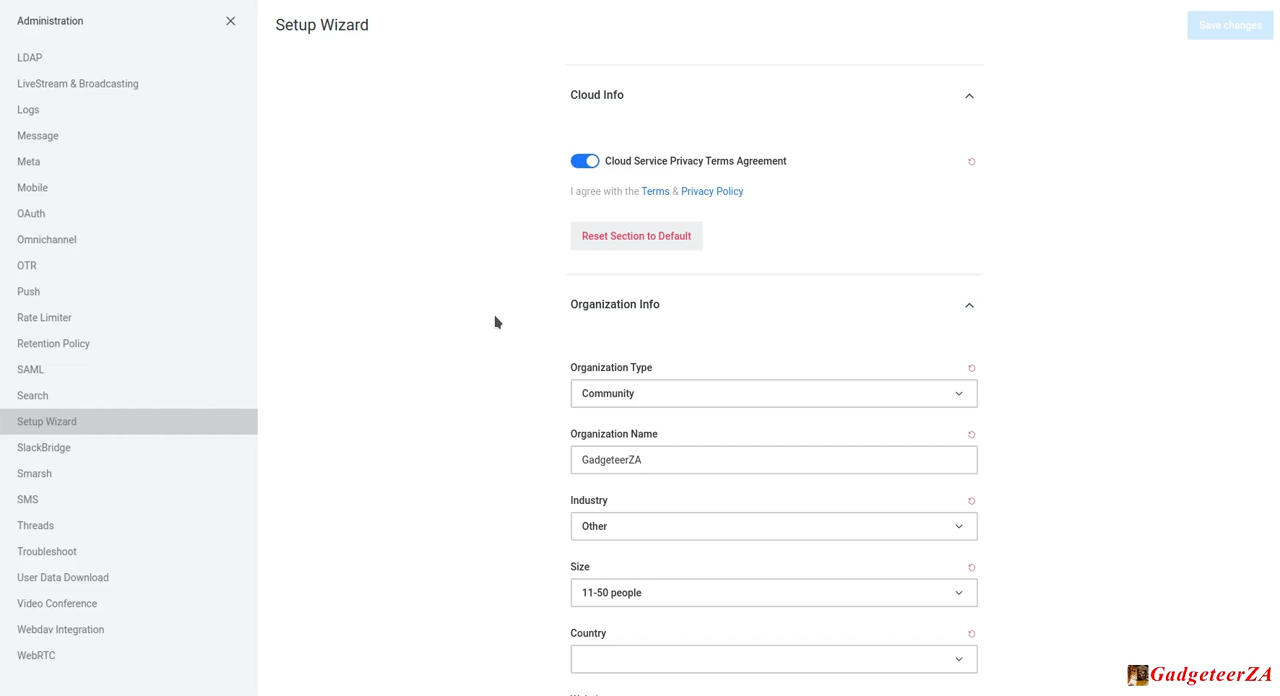 Administration
Setup Wizard
Save changes
LDAP
LiveStream & Broadcasting
Logs
Message
Meta
Mobile
OAuth
Omnichannel
OTR
Push
Rate Limiter
Retention Policy
SAML
Search
Setup Wizard
SlackBridge
Smarsh
SMS
Threads
Troubleshoot
User Data Download
Video Conference
Webdav Integration
WebRTC
Cloud Info
Cloud Service Privacy Terms Agreement
I agree with the Terms & Privacy Policy
Reset Section to Default
Organization Info
Organization Type
Community
Organization Name
GadgeteerZA
Industry
Other
Size
11-50 people
Country
GadgeteerZA